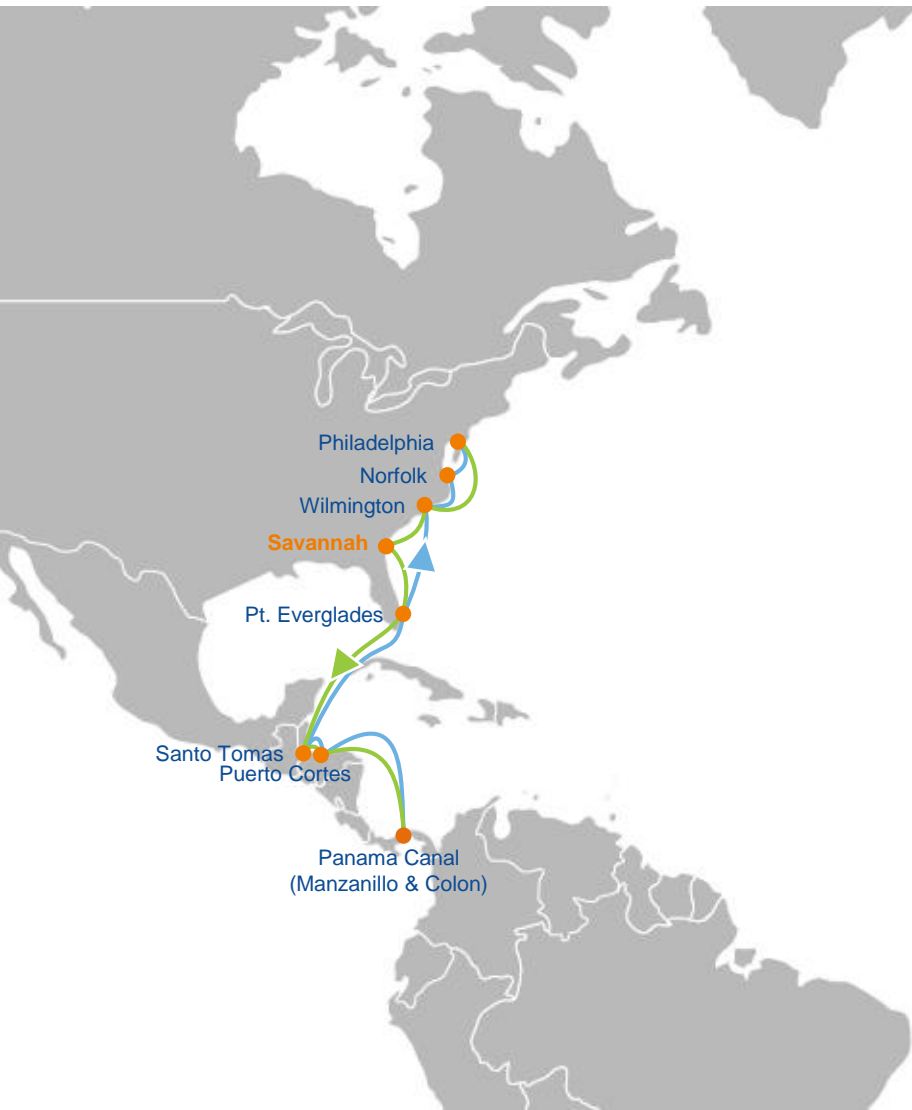 Philadelphia
Norfolk
Wilmington
Savannah
Pt. Everglades
Santo Tomas
Puerto Cortes
Panama Canal
(Manzanillo & Colon)